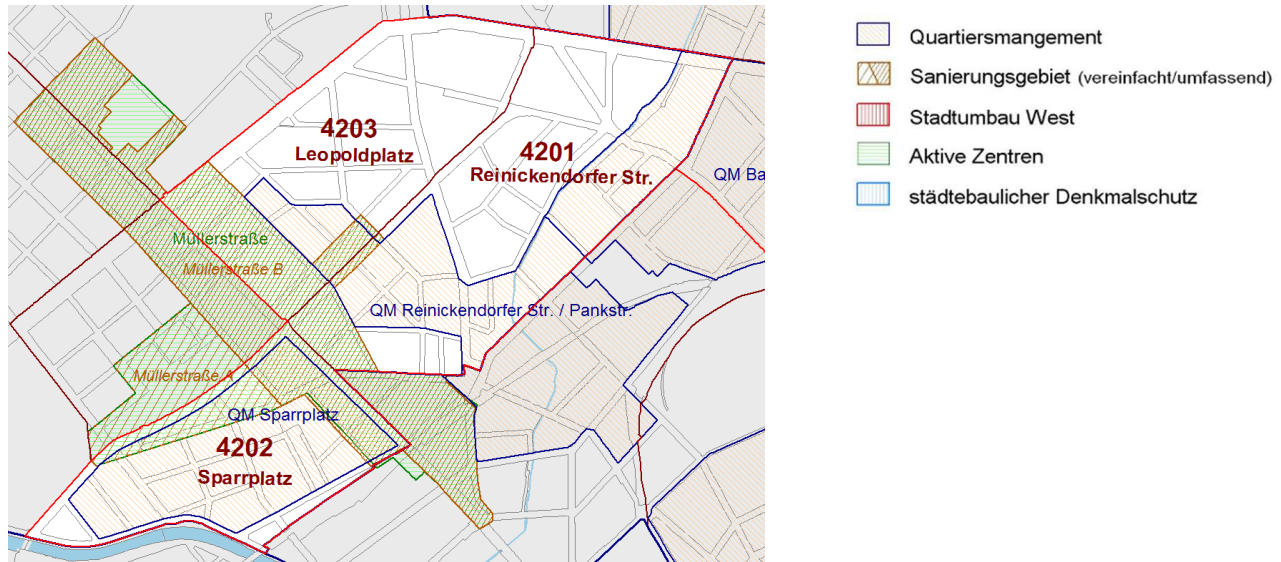 4203
Leopoldplatz
4201
Reinickendorfer Str.
QM Ba
Müllerstraße
Müllerstraße B
QM Reinickendorfer Str. / Pankstr.
Müllerstraße A
QM Sparrplatz
4202
Sparrplatz
Quartiersmangement
Sanierungsgebiet (vereinfacht/umfassend)
Stadtumbau West
Aktive Zentren
städtebaulicher Denkmalschutz